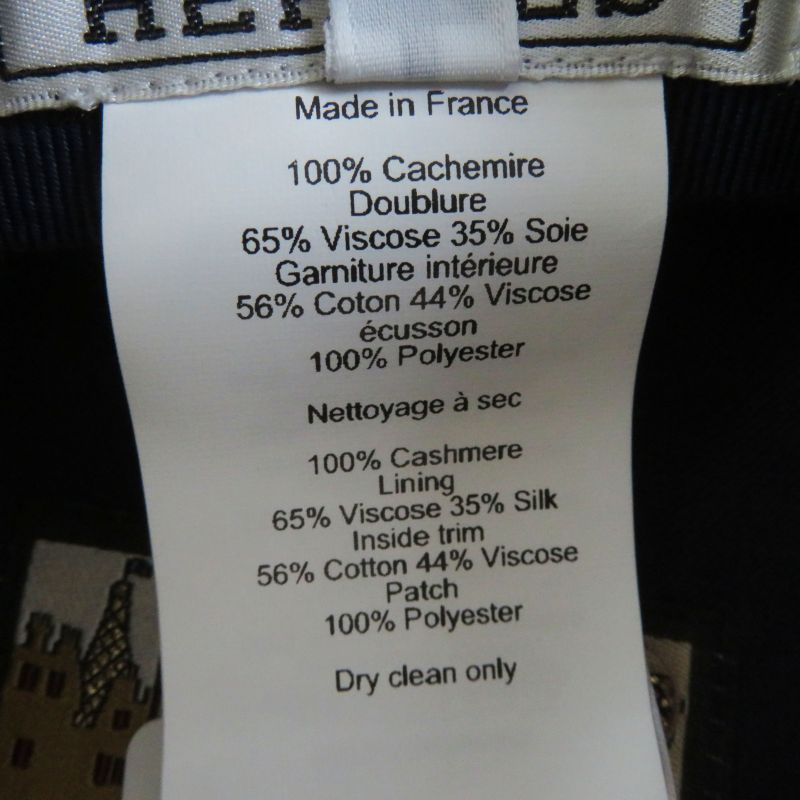 Made in France
100% Cachemire
Doublure
65% Viscose 35% Soie
Garniture intérieure
56% Coton 44% Viscose
écusson
100% Polyester
Nettoyage à sec
100% Cashmere
Lining
65% Viscose 35% Silk
Inside trim
56% Cotton 44% Viscose
Patch
100% Polyester
Dry clean only